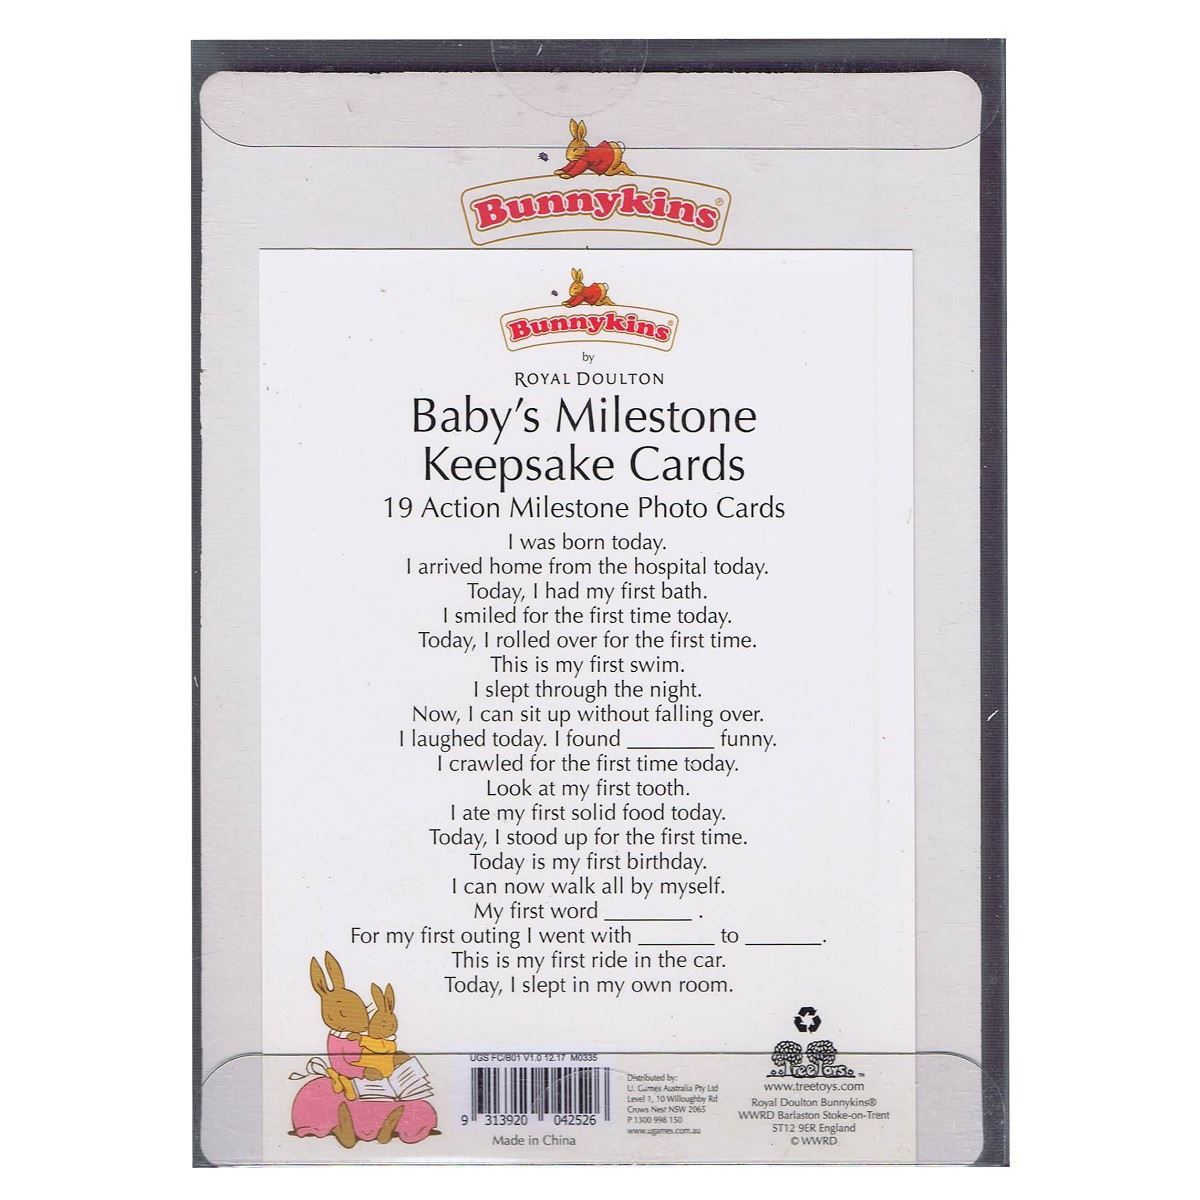 Bunnykins®
Bunnykins®
by
ROYAL DOULTON
Baby's Milestone
Keepsake Cards
19 Action Milestone Photo Cards
I was born today.
I arrived home from the hospital today.
Today, I had my first bath.
I smiled for the first time today.
Today, I rolled over for the first time.
This is my first swim.
I slept through the night.
Now, I can sit up without falling over.
I laughed today. I found ________ funny.
I crawled for the first time today.
Look at my first tooth.
I ate my first solid food today.
Today, I stood up for the first time.
Today is my first birthday.
I can now walk all by myself.
My first word ________ .
For my first outing I went with _______ to _______.
This is my first ride in the car.
Today, I slept in my own room.
UGS FC/B01 V1.0 12.17 M0335
9 313920 042526
Made in China
Distributed by:
U. Games Australia Pty Ltd
Level 1, 10 Willoughby Rd
Crows Nest NSW 2065
P 1300 998 150
www.ugames.com.au
TreeToys™
www.treetoys.com
Royal Doulton Bunnykins®
WWRD Barlaston Stoke-on-Trent
ST12 9ER England
© WWRD